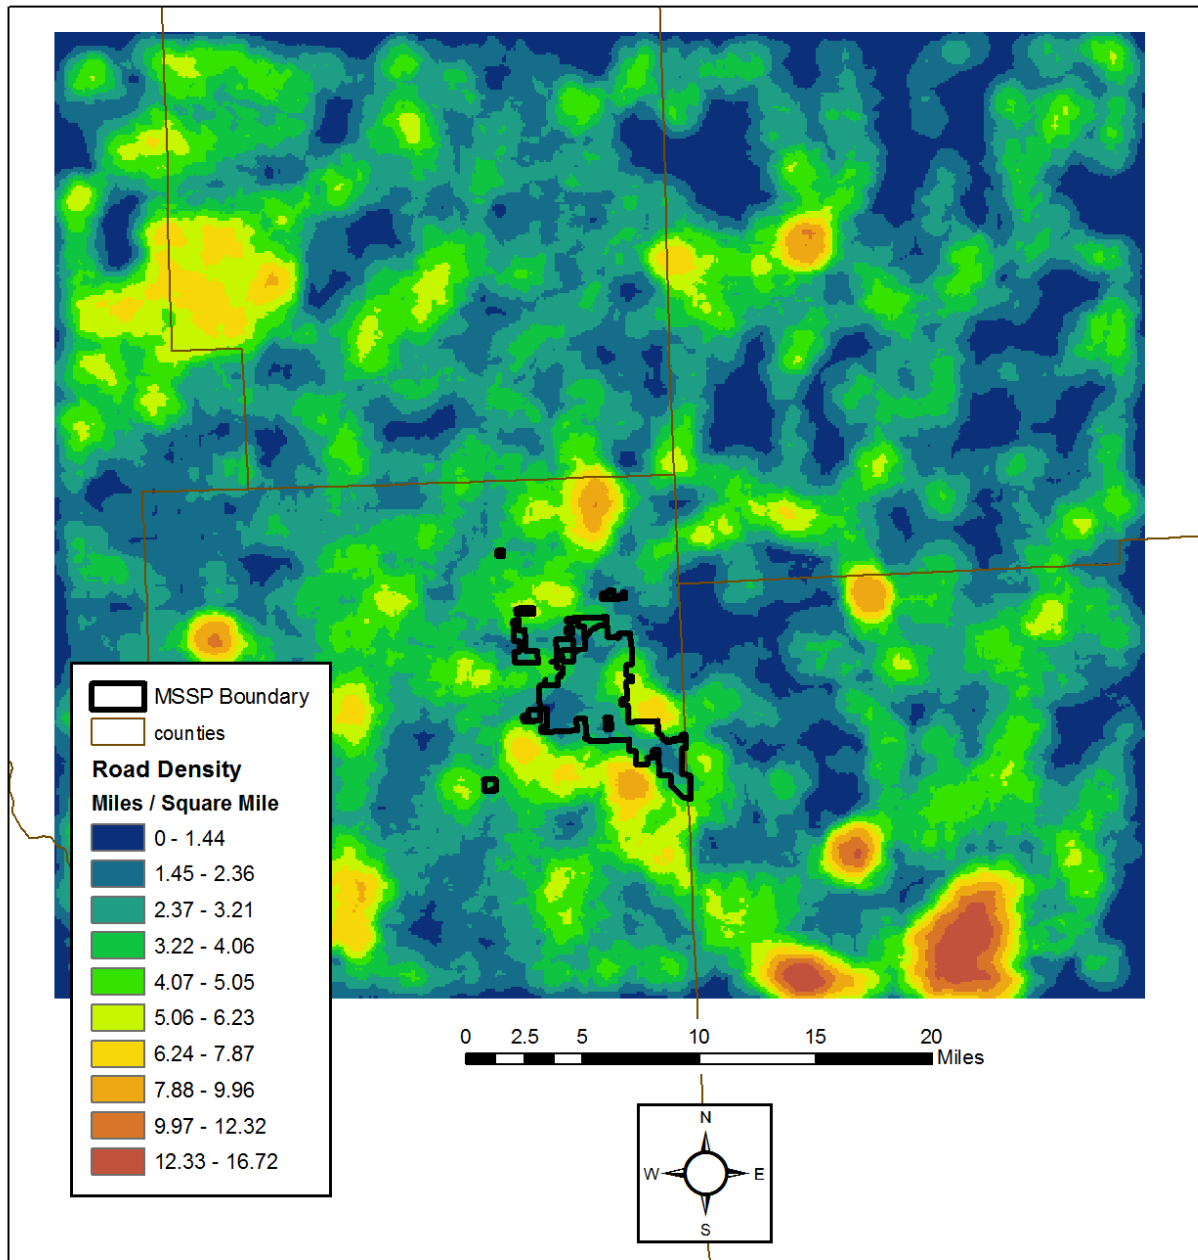 MSSP Boundary
counties
Road Density
Miles / Square Mile
0 - 1.44
1.45 - 2.36
2.37 - 3.21
3.22 - 4.06
4.07 - 5.05
5.06 - 6.23
6.24 - 7.87
7.88 - 9.96
9.97 - 12.32
12.33 - 16.72
0 2.5 5 10 15 20
Miles
N
W E
S